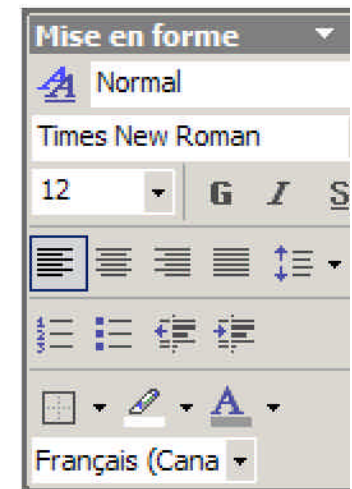 Mise en forme
Normal
Times New Roman
12 G I S
Français (Cana